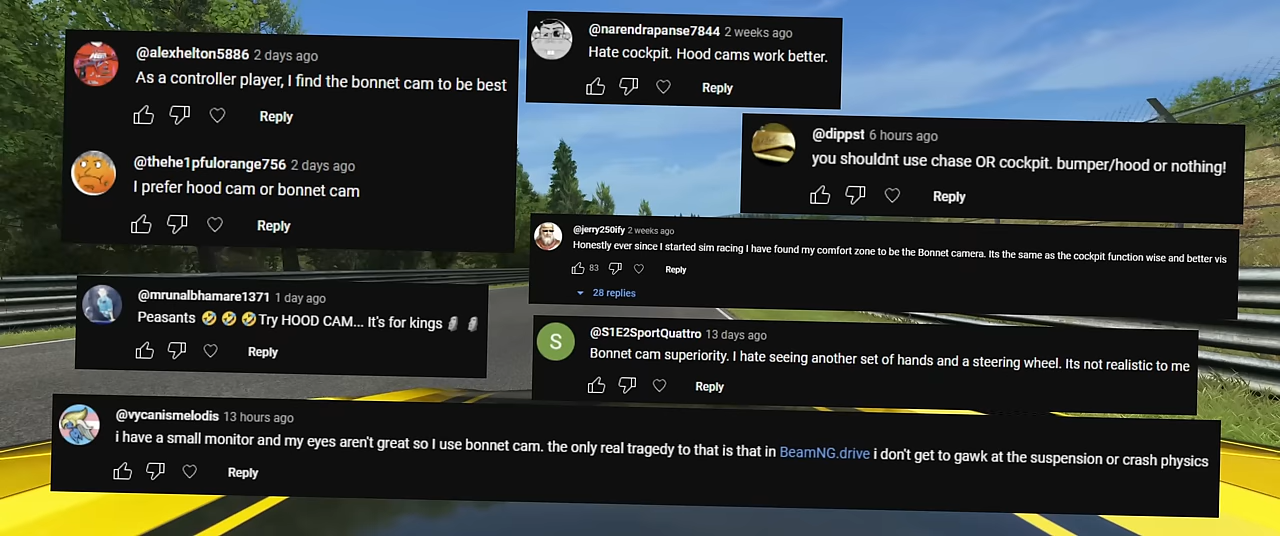 @alexhelton5886 2 days ago
As a controller player, I find the bonnet cam to be best
Reply
@thehe1pfulorange756 2 days ago
I prefer hood cam or bonnet cam
Reply
@narendrapanse7844 2 weeks ago
Hate cockpit. Hood cams work better.
Reply
@dippst 6 hours ago
you shouldnt use chase OR cockpit. bumper/hood or nothing!
Reply
@jerry250ify 2 weeks ago
Honestly ever since I started sim racing I have found my comfort zone to be the Bonnet camera. Its the same as the cockpit function wise and better vis
83 Reply
28 replies
@mrunalbhamare1371 1 day ago
Peasants 🤣 🤣 🤣 Try HOOD CAM... It's for kings 🗿 🗿
Reply
S
@S1E2SportQuattro 13 days ago
Bonnet cam superiority. I hate seeing another set of hands and a steering wheel. Its not realistic to me
Reply
@vycanismelodis 13 hours ago
i have a small monitor and my eyes aren't great so I use bonnet cam. the only real tragedy to that is that in BeamNG.drive i don't get to gawk at the suspension or crash physics
Reply